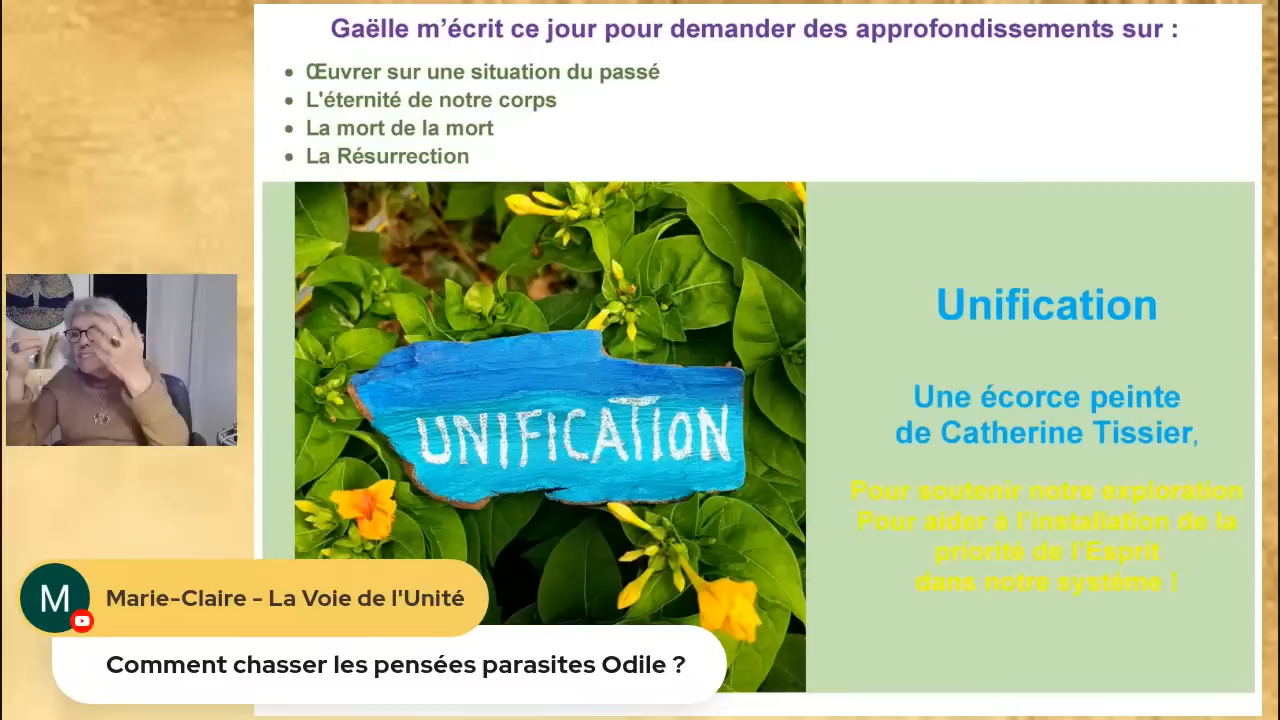 Gaëlle m’écrit ce jour pour demander des approfondissements sur :
• Œuvrer sur une situation du passé
• L'éternité de notre corps
• La mort de la mort
• La Résurrection
UNIFICATION
Unification
Une écorce peinte
de Catherine Tissier,
Pour soutenir notre exploration
Pour aider à l'installation de la
priorité de l'Esprit
dans notre système !
M
Marie-Claire - La Voie de l'Unité
Comment chasser les pensées parasites Odile ?